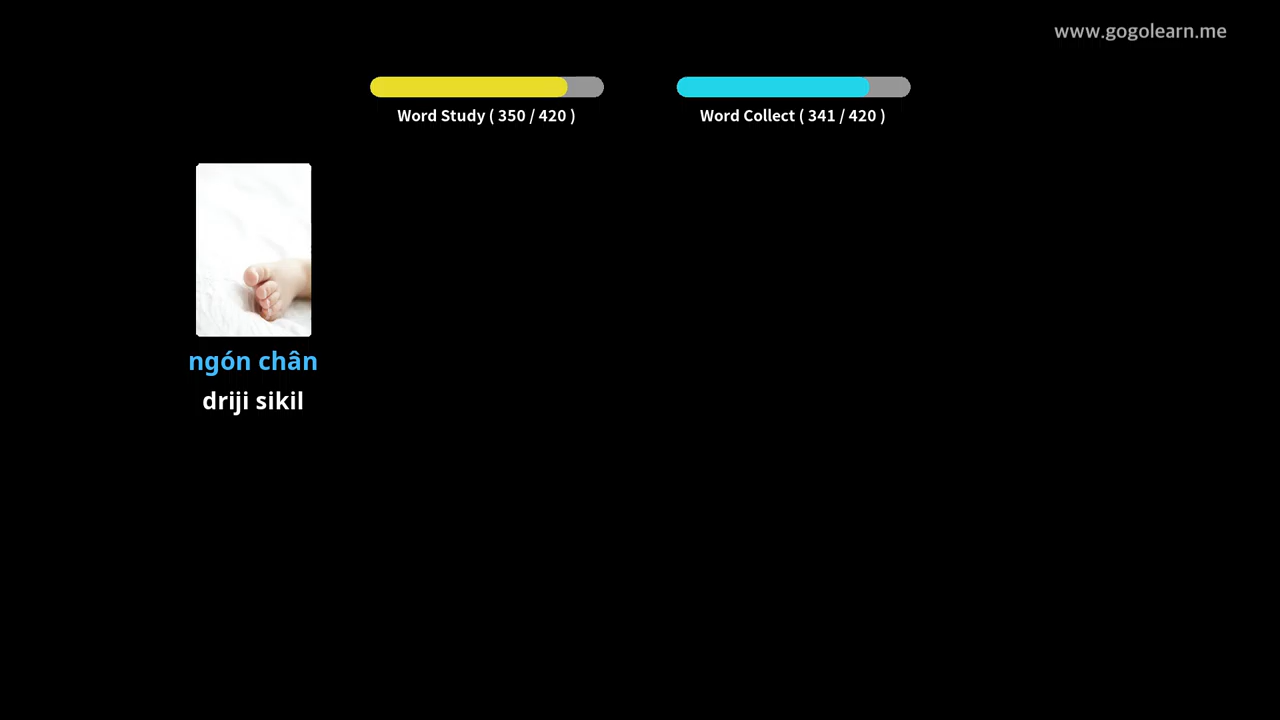 www.gogolearn.me
Word Study ( 350 / 420 )
Word Collect ( 341 / 420 )
ngón chân
driji sikil